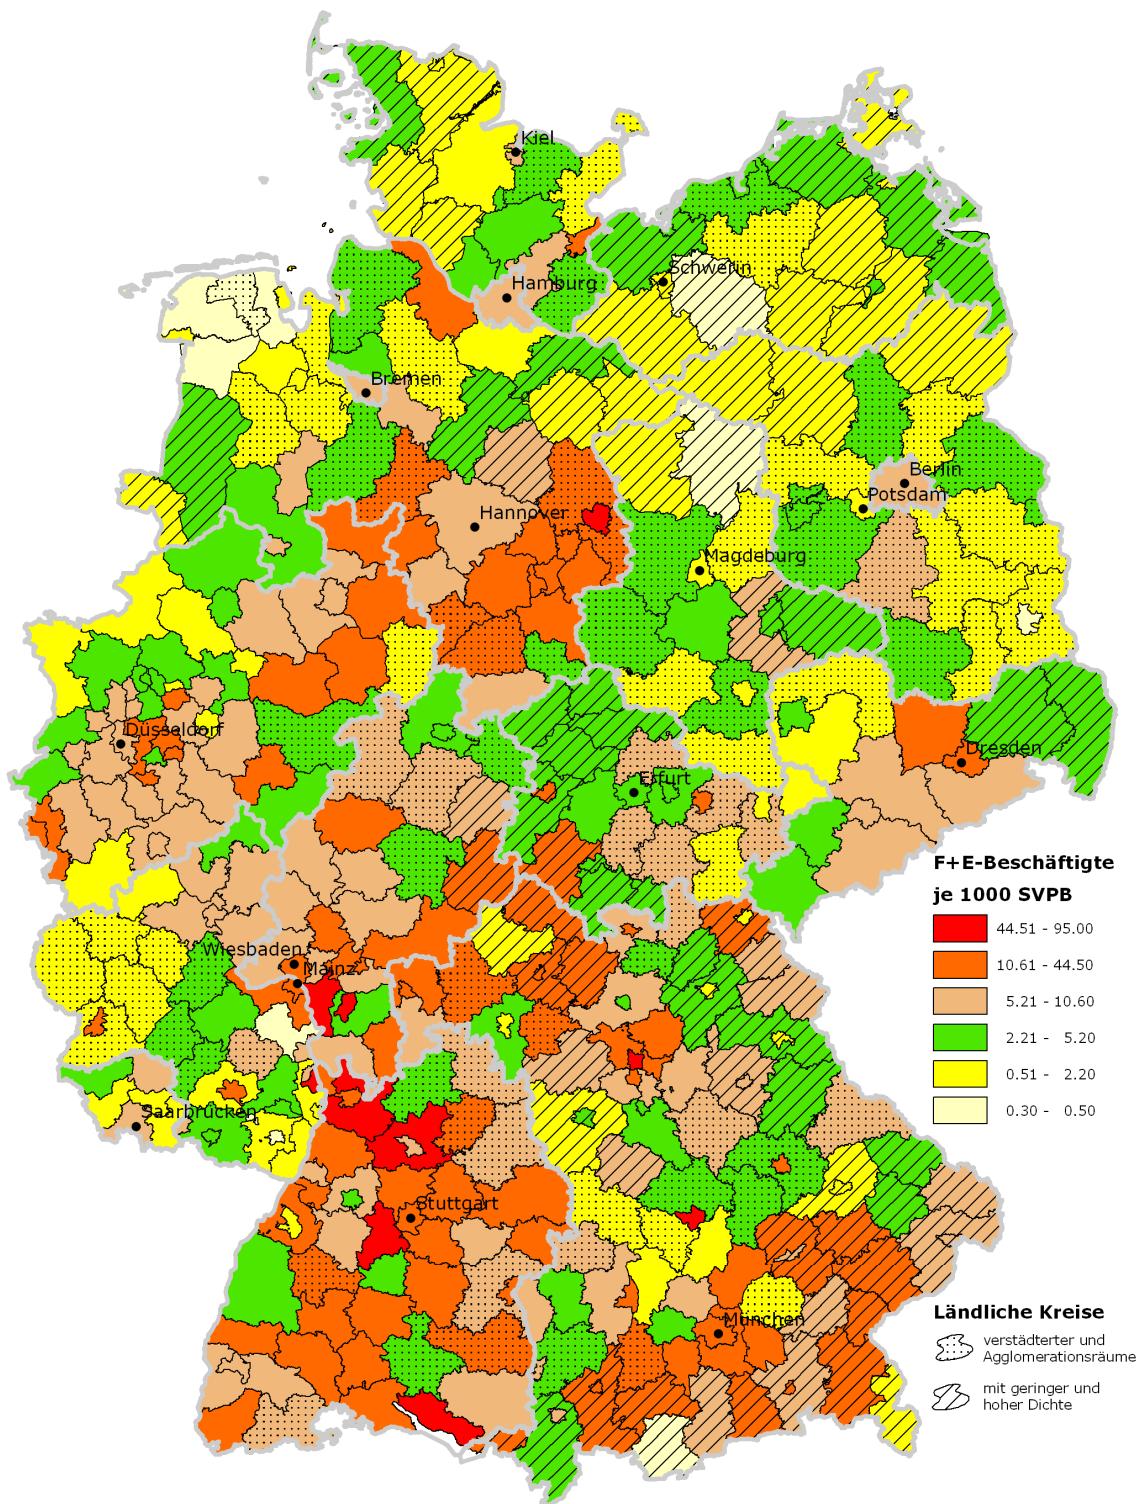 Kiel
Schwerin
Hamburg
Bremen
Berlin
Potsdam
Hannover
Magdeburg
Düsseldorf
Dresden
Erfurt
Wiesbaden
Mainz
Saarbrücken
Stuttgart
München
F+E-Beschäftigte
je 1000 SVPB
44.51 - 95.00
10.61 - 44.50
5.21 - 10.60
2.21 - 5.20
0.51 - 2.20
0.30 - 0.50
Ländliche Kreise
verstädterter und
Agglomerationsräume
mit geringer und
hoher Dichte